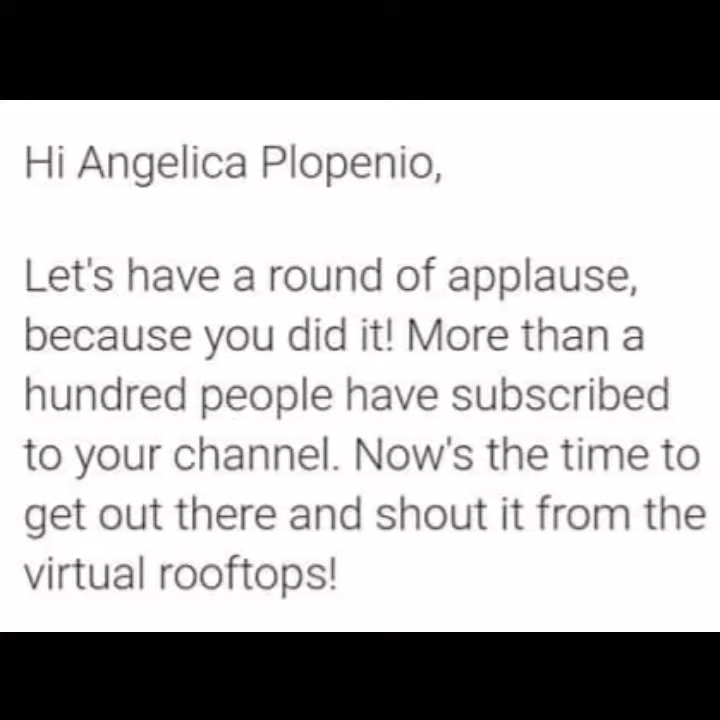 Hi Angelica Plopenio,
Let's have a round of applause,
because you did it! More than a
hundred people have subscribed
to your channel. Now's the time to
get out there and shout it from the
virtual rooftops!